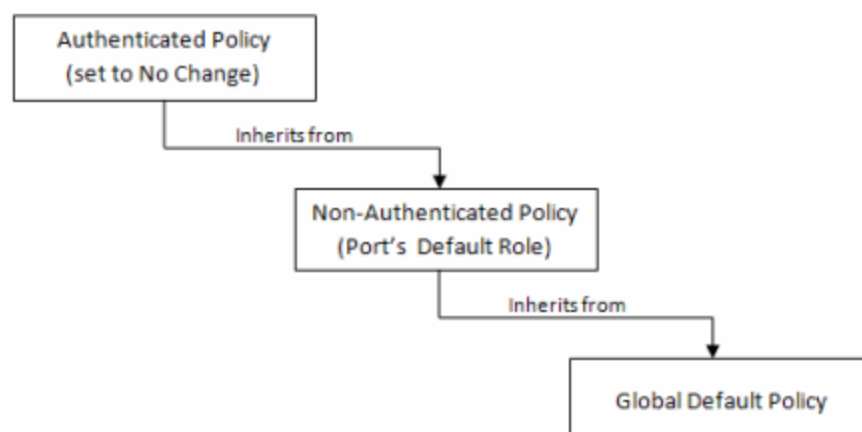 Authenticated Policy
(set to No Change)
Inherits from
Non-Authenticated Policy
(Port's Default Role)
Inherits from
Global Default Policy